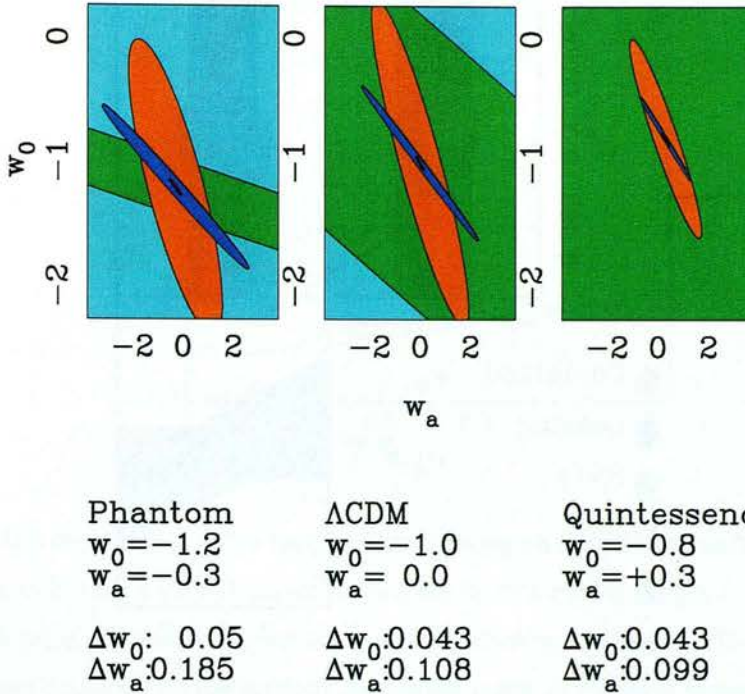 0 0 0
-1 -1 -1
-2 -2 -2
w0
-2 0 2 -2 0 2 -2 0 2
wa
Phantom
w0=-1.2
wa=-0.3
Δw0: 0.05
Δwa:0.185
ΛCDM
w0=-1.0
wa= 0.0
Δw0:0.043
Δwa:0.108
Quintessenc
w0=-0.8
wa=+0.3
Δw0:0.043
Δwa:0.099